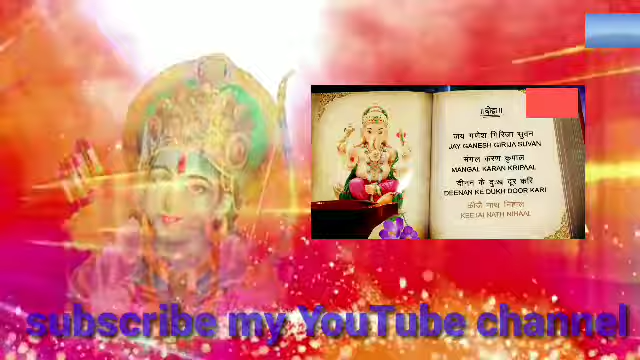 ॥दोहा॥
जय गणेश गिरिजा सुवन
JAY GANESH GIRIJA SUVAN
मंगल करण कृपाल
MANGAL KARAN KRIPAAL
दीनन के दुःख दूर करि
DEENAN KE DUKH DOOR KARI
कीजै नाथ निहाल
KEEJAI NATH NIHAAL
subscribe my YouTube channel